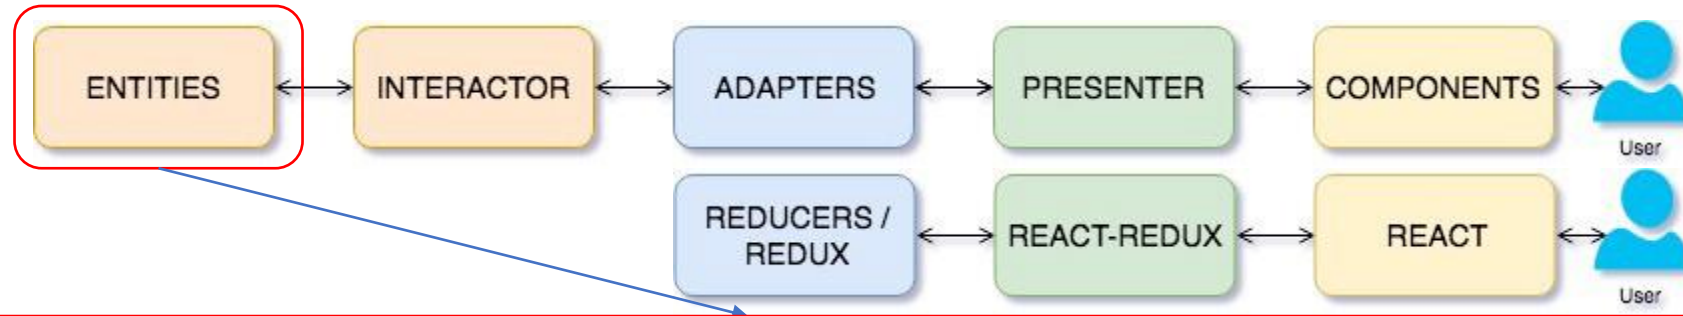 ENTITIES
INTERACTOR
ADAPTERS
PRESENTER
COMPONENTS
User
REDUCERS /
REDUX
REACT-REDUX
REACT
User